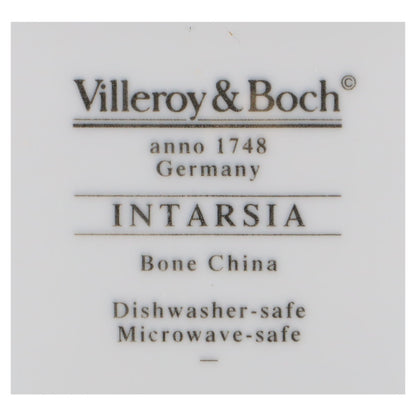 Villeroy & Boch©
anno 1748
Germany
INTARSIA
Bone China
Dishwasher-safe
Microwave-safe
—